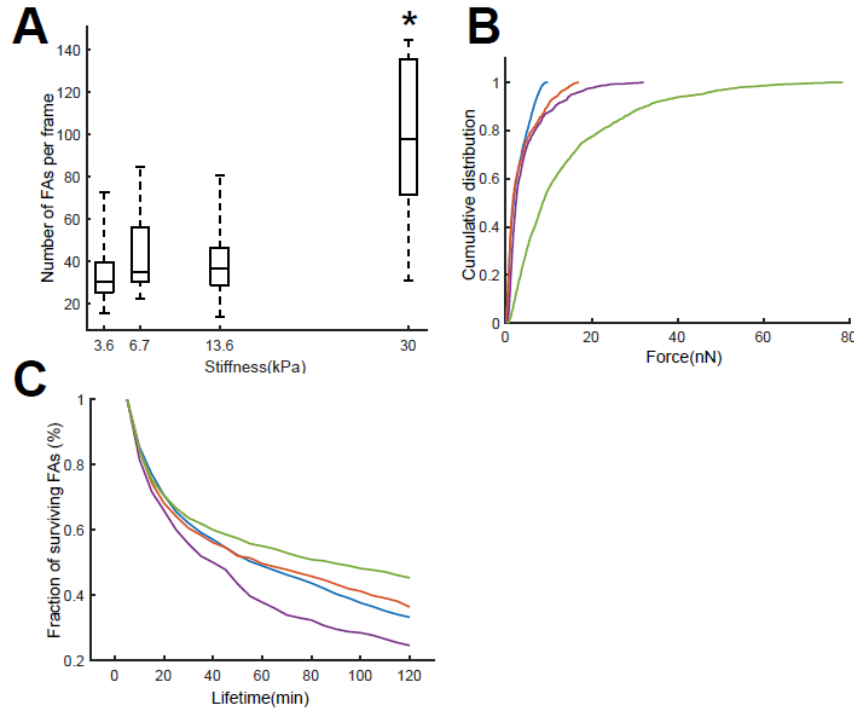 A
*
140
120
100
80
60
40
20
Number of FAs per frame
3.6 6.7 13.6 30
Stiffness(kPa)
B
1
0.8
0.6
0.4
0.2
0
Cumulative distribution
0 20 40 60 80
Force(nN)
C
1
0.8
0.6
0.4
0.2
Fraction of surviving FAs (%)
0 20 40 60 80 100 120
Lifetime(min)